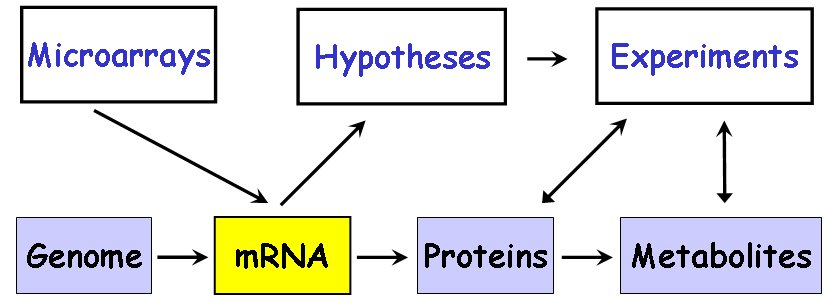 Microarrays
Hypotheses
Experiments
Genome
mRNA
Proteins
Metabolites